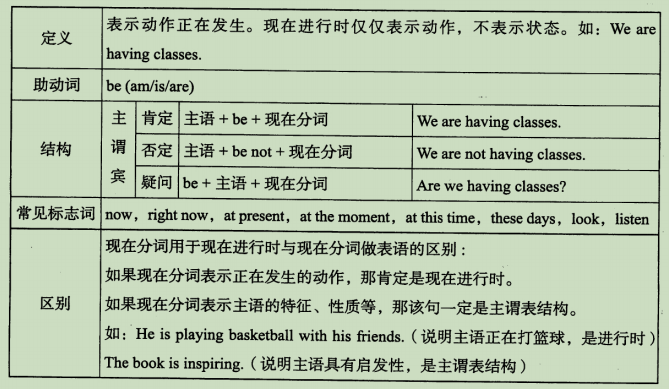 定义
表示动作正在发生。现在进行时仅仅表示动作，不表示状态。如：We are
having classes.
助动词
be (am/is/are)
结构
主谓宾
肯定
主语 + be + 现在分词
We are having classes.
否定
主语 + be not + 现在分词
We are not having classes.
疑问
be + 主语 + 现在分词
Are we having classes?
常见标志词
now，right now，at present，at the moment，at this time，these days，look，listen
区别
现在分词用于现在进行时与现在分词做表语的区别：
如果现在分词表示正在发生的动作，那肯定是现在进行时。
如果现在分词表示主语的特征、性质等，那该句一定是主谓表结构。
如：He is playing basketball with his friends.（说明主语正在打篮球，是进行时）
The book is inspiring.（说明主语具有启发性，是主谓表结构）